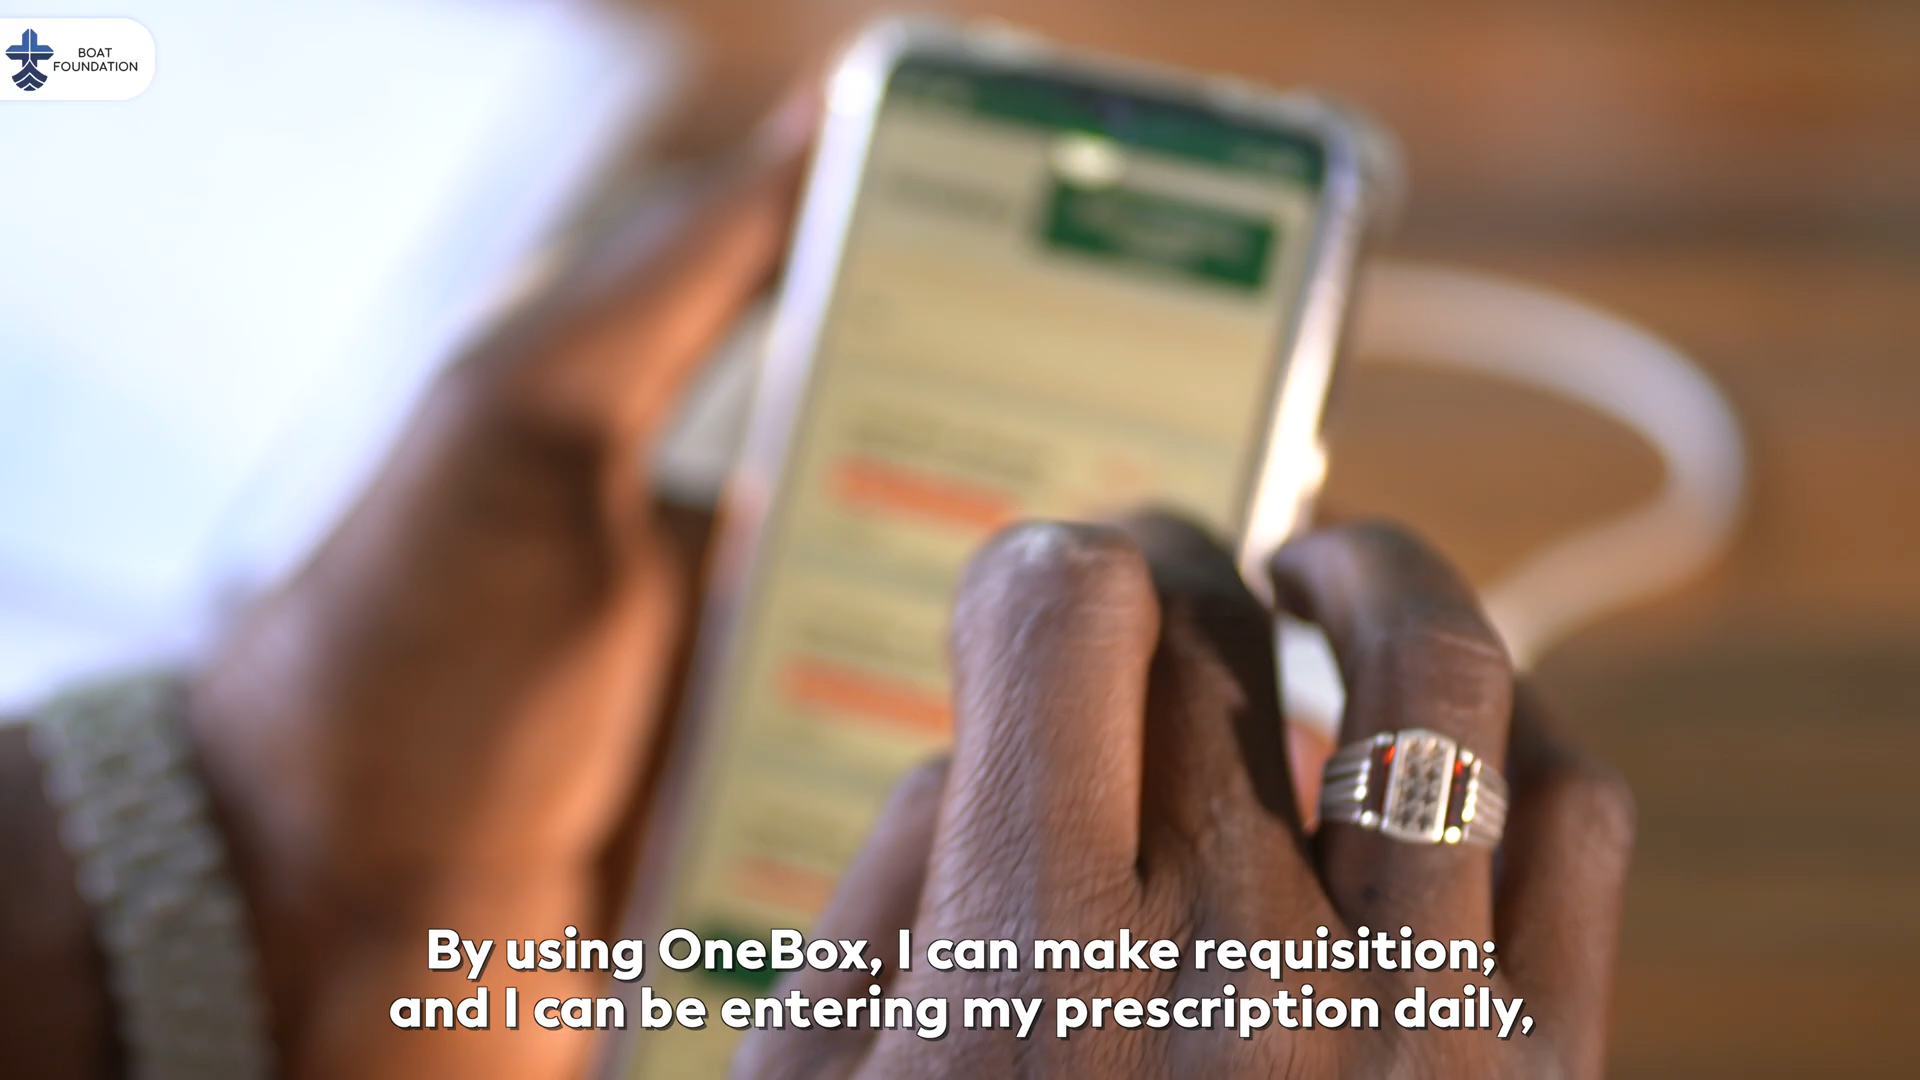 BOAT
FOUNDATION
By using OneBox, I can make requisition;
and I can be entering my prescription daily,